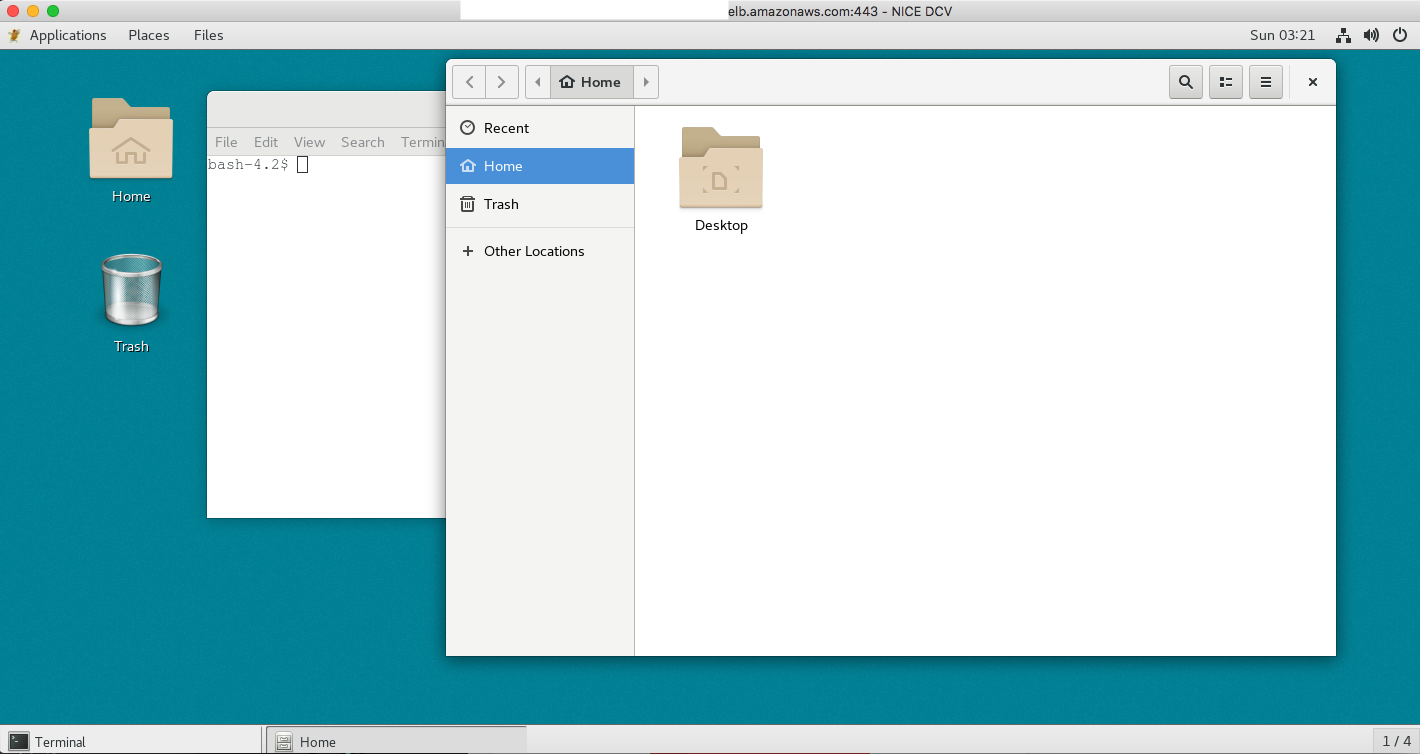 elb.amazonaws.com:443 - NICE DCV
Applications Places Files Sun 03:21
Home
Trash
File Edit View Search
bash-4.2$
Home
Recent
Home
Trash
Other Locations
Desktop
Terminal
Home
1 / 4